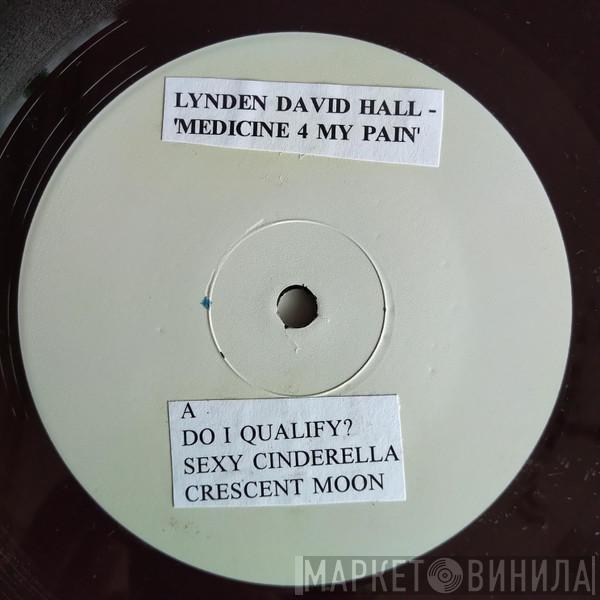 LYNDEN DAVID HALL -
'MEDICINE 4 MY PAIN'
A
DO I QUALIFY?
SEXY CINDERELLA
CRESCENT MOON
МАРКЕТ ВИНИЛА